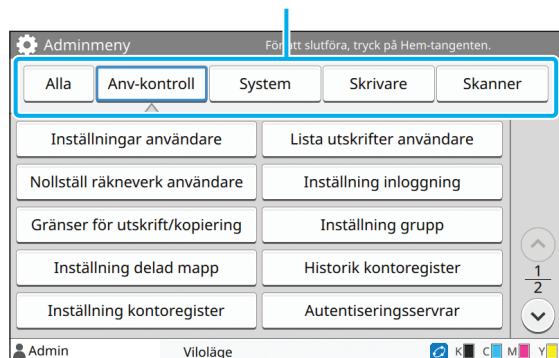 Adminmeny För att slutföra, tryck på Hem-tangenten.
Alla Anv-kontroll System Skrivare Skanner
Inställningar användare Lista utskrifter användare
Nollställ räkneverk användare Inställning inloggning
Gränser för utskrift/kopiering Inställning grupp
Inställning delad mapp Historik kontoregister
Inställning kontoregister Autentiseringsservrar
1
2
Admin Viloläge K C M Y